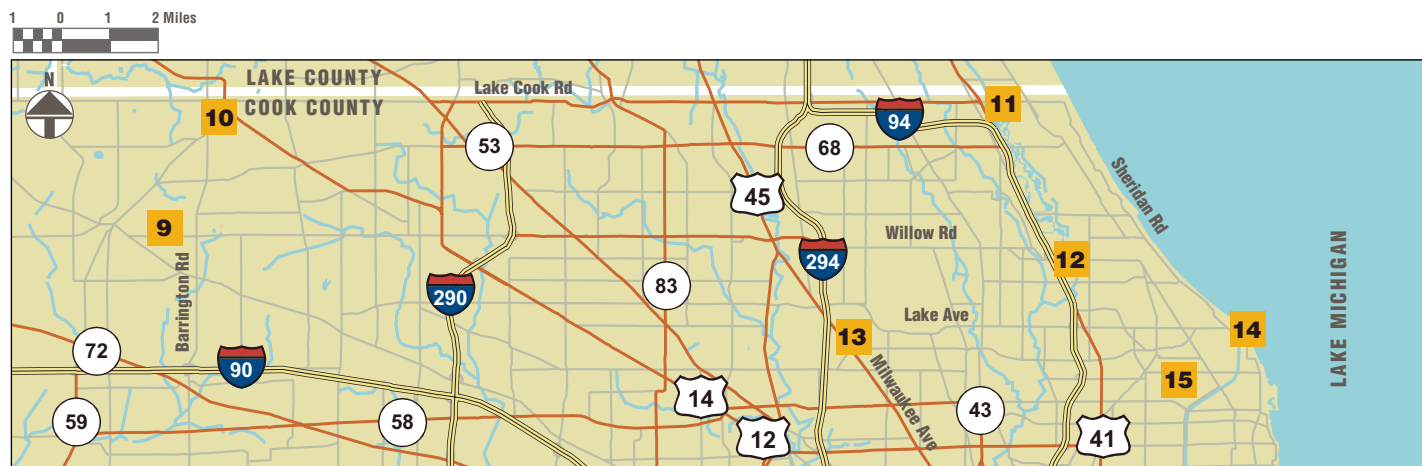 1 0 1 2 Miles
N
LAKE COUNTY
COOK COUNTY
Lake Cook Rd
10
11
94
53
68
Sheridan Rd
45
9
Willow Rd
294
12
Barrington Rd
290
83
LAKE MICHIGAN
Lake Ave
13
14
72
90
Milwaukee Ave
15
14
59
58
43
12
41